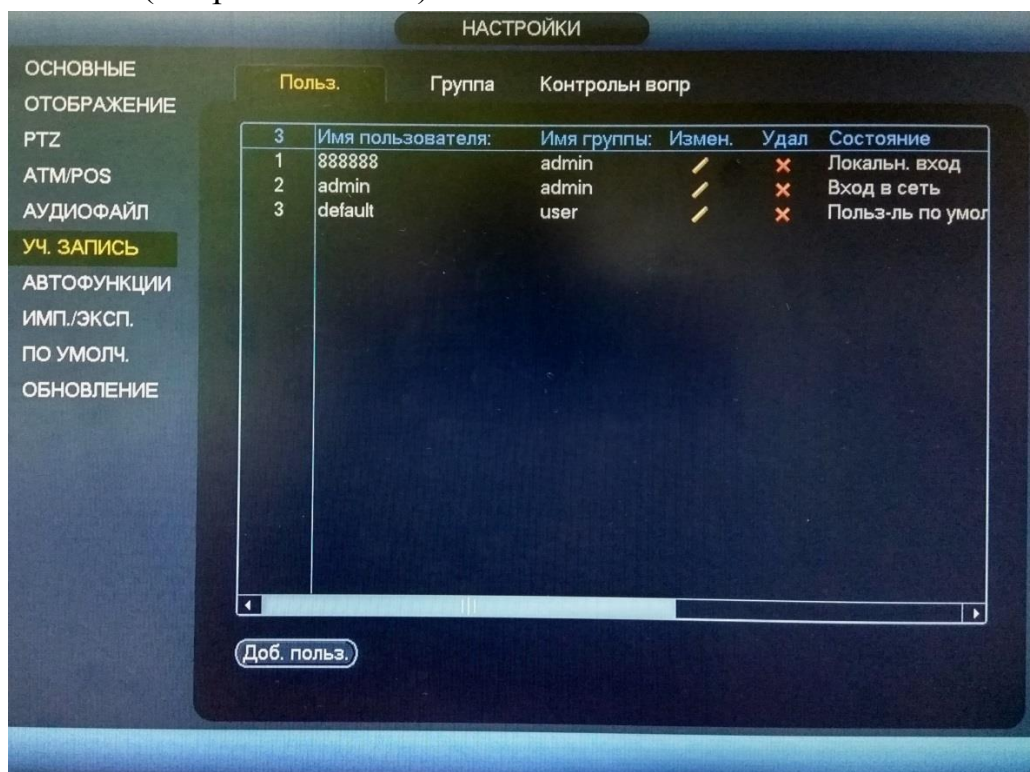 НАСТРОЙКИ
ОСНОВНЫЕ
ОТОБРАЖЕНИЕ
PTZ
ATM/POS
АУДИОФАЙЛ
УЧ. ЗАПИСЬ
АВТОФУНКЦИИ
ИМП./ЭКСП.
ПО УМОЛЧ.
ОБНОВЛЕНИЕ
Польз. Группа Контрольн вопр
3 Имя пользователя: Имя группы: Измен. Удал Состояние
1 888888 admin Локальн. вход
2 admin admin Вход в сеть
3 default user Польз-ль по умол
Доб. польз.